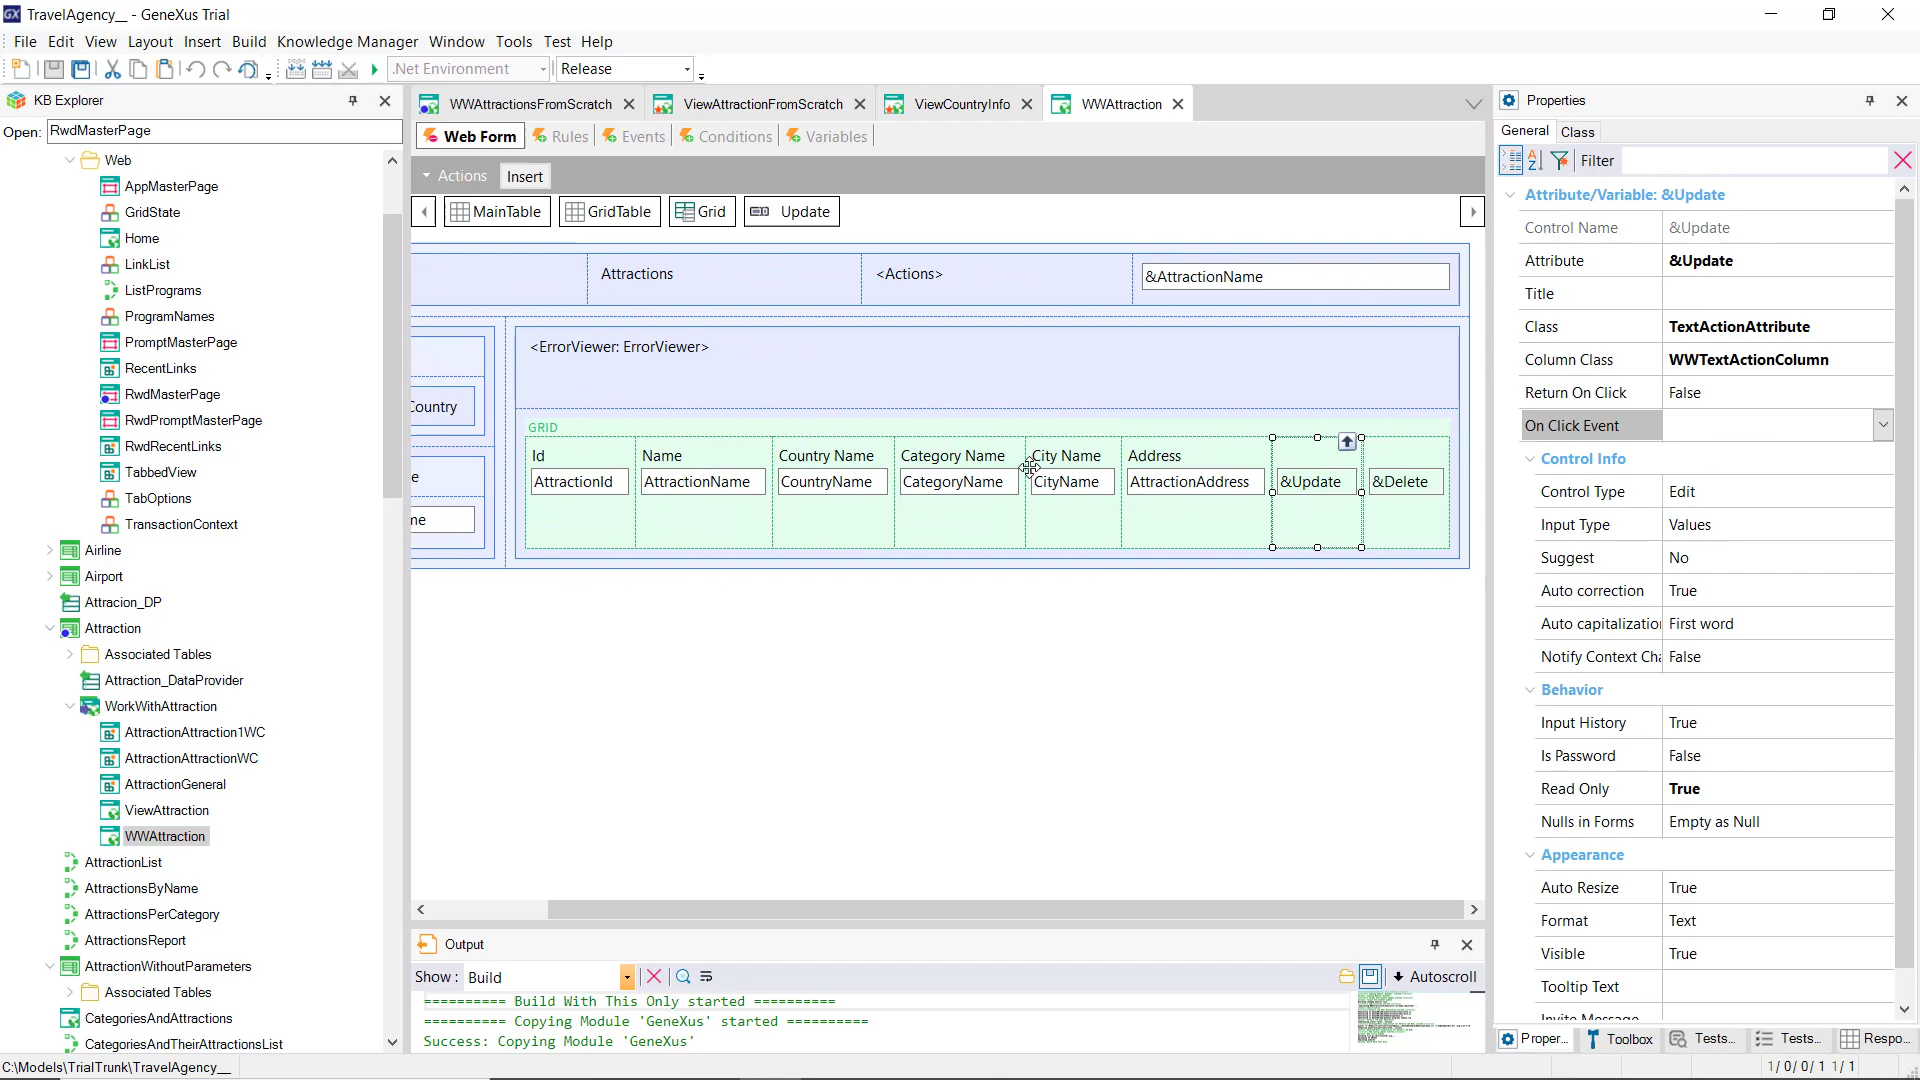 TravelAgency__ - GeneXus Trial
File Edit View Layout Insert Build Knowledge Manager Window Tools Test Help
.Net Environment Release
KB Explorer
Open: RwdMasterPage
Web
AppMasterPage
GridState
Home
LinkList
ListPrograms
ProgramNames
PromptMasterPage
RecentLinks
RwdMasterPage
RwdPromptMasterPage
RwdRecentLinks
TabbedView
TabOptions
TransactionContext
Airline
Airport
Attracion_DP
Attraction
Associated Tables
Attraction_DataProvider
WorkWithAttraction
AttractionAttraction1WC
AttractionAttractionWC
AttractionGeneral
ViewAttraction
WWAttraction
AttractionList
AttractionsByName
AttractionsPerCategory
AttractionsReport
AttractionWithoutParameters
Associated Tables
CategoriesAndAttractions
CategoriesAndTheirAttractionsList
WWAttractionsFromScratch ViewAttractionFromScratch ViewCountryInfo WWAttraction
Web Form Rules Events Conditions Variables
Actions Insert
MainTable GridTable Grid Update
Attractions <Actions> &AttractionName
<ErrorViewer: ErrorViewer>
Country
GRID
Id Name Country Name Category Name City Name Address
e AttractionId AttractionName CountryName CategoryName CityName AttractionAddress &Update &Delete
me
Output
Show : Build Autoscroll
========== Build With This Only started ==========
========== Copying Module 'GeneXus' started ==========
Success: Copying Module 'GeneXus'
Properties
General Class
Filter
Attribute/Variable: &Update
Control Name &Update
Attribute &Update
Title
Class TextActionAttribute
Column Class WWTextActionColumn
Return On Click False
On Click Event
Control Info
Control Type Edit
Input Type Values
Suggest No
Auto correction True
Auto capitalizatio First word
Notify Context Cha False
Behavior
Input History True
Is Password False
Read Only True
Nulls in Forms Empty as Null
Appearance
Auto Resize True
Format Text
Visible True
Tooltip Text
Invite Message
Proper... Toolbox Tests... Tests... Respo...
C:\Models\TrialTrunk\TravelAgency__ 1/ 0/ 0/ 1 1/ 1